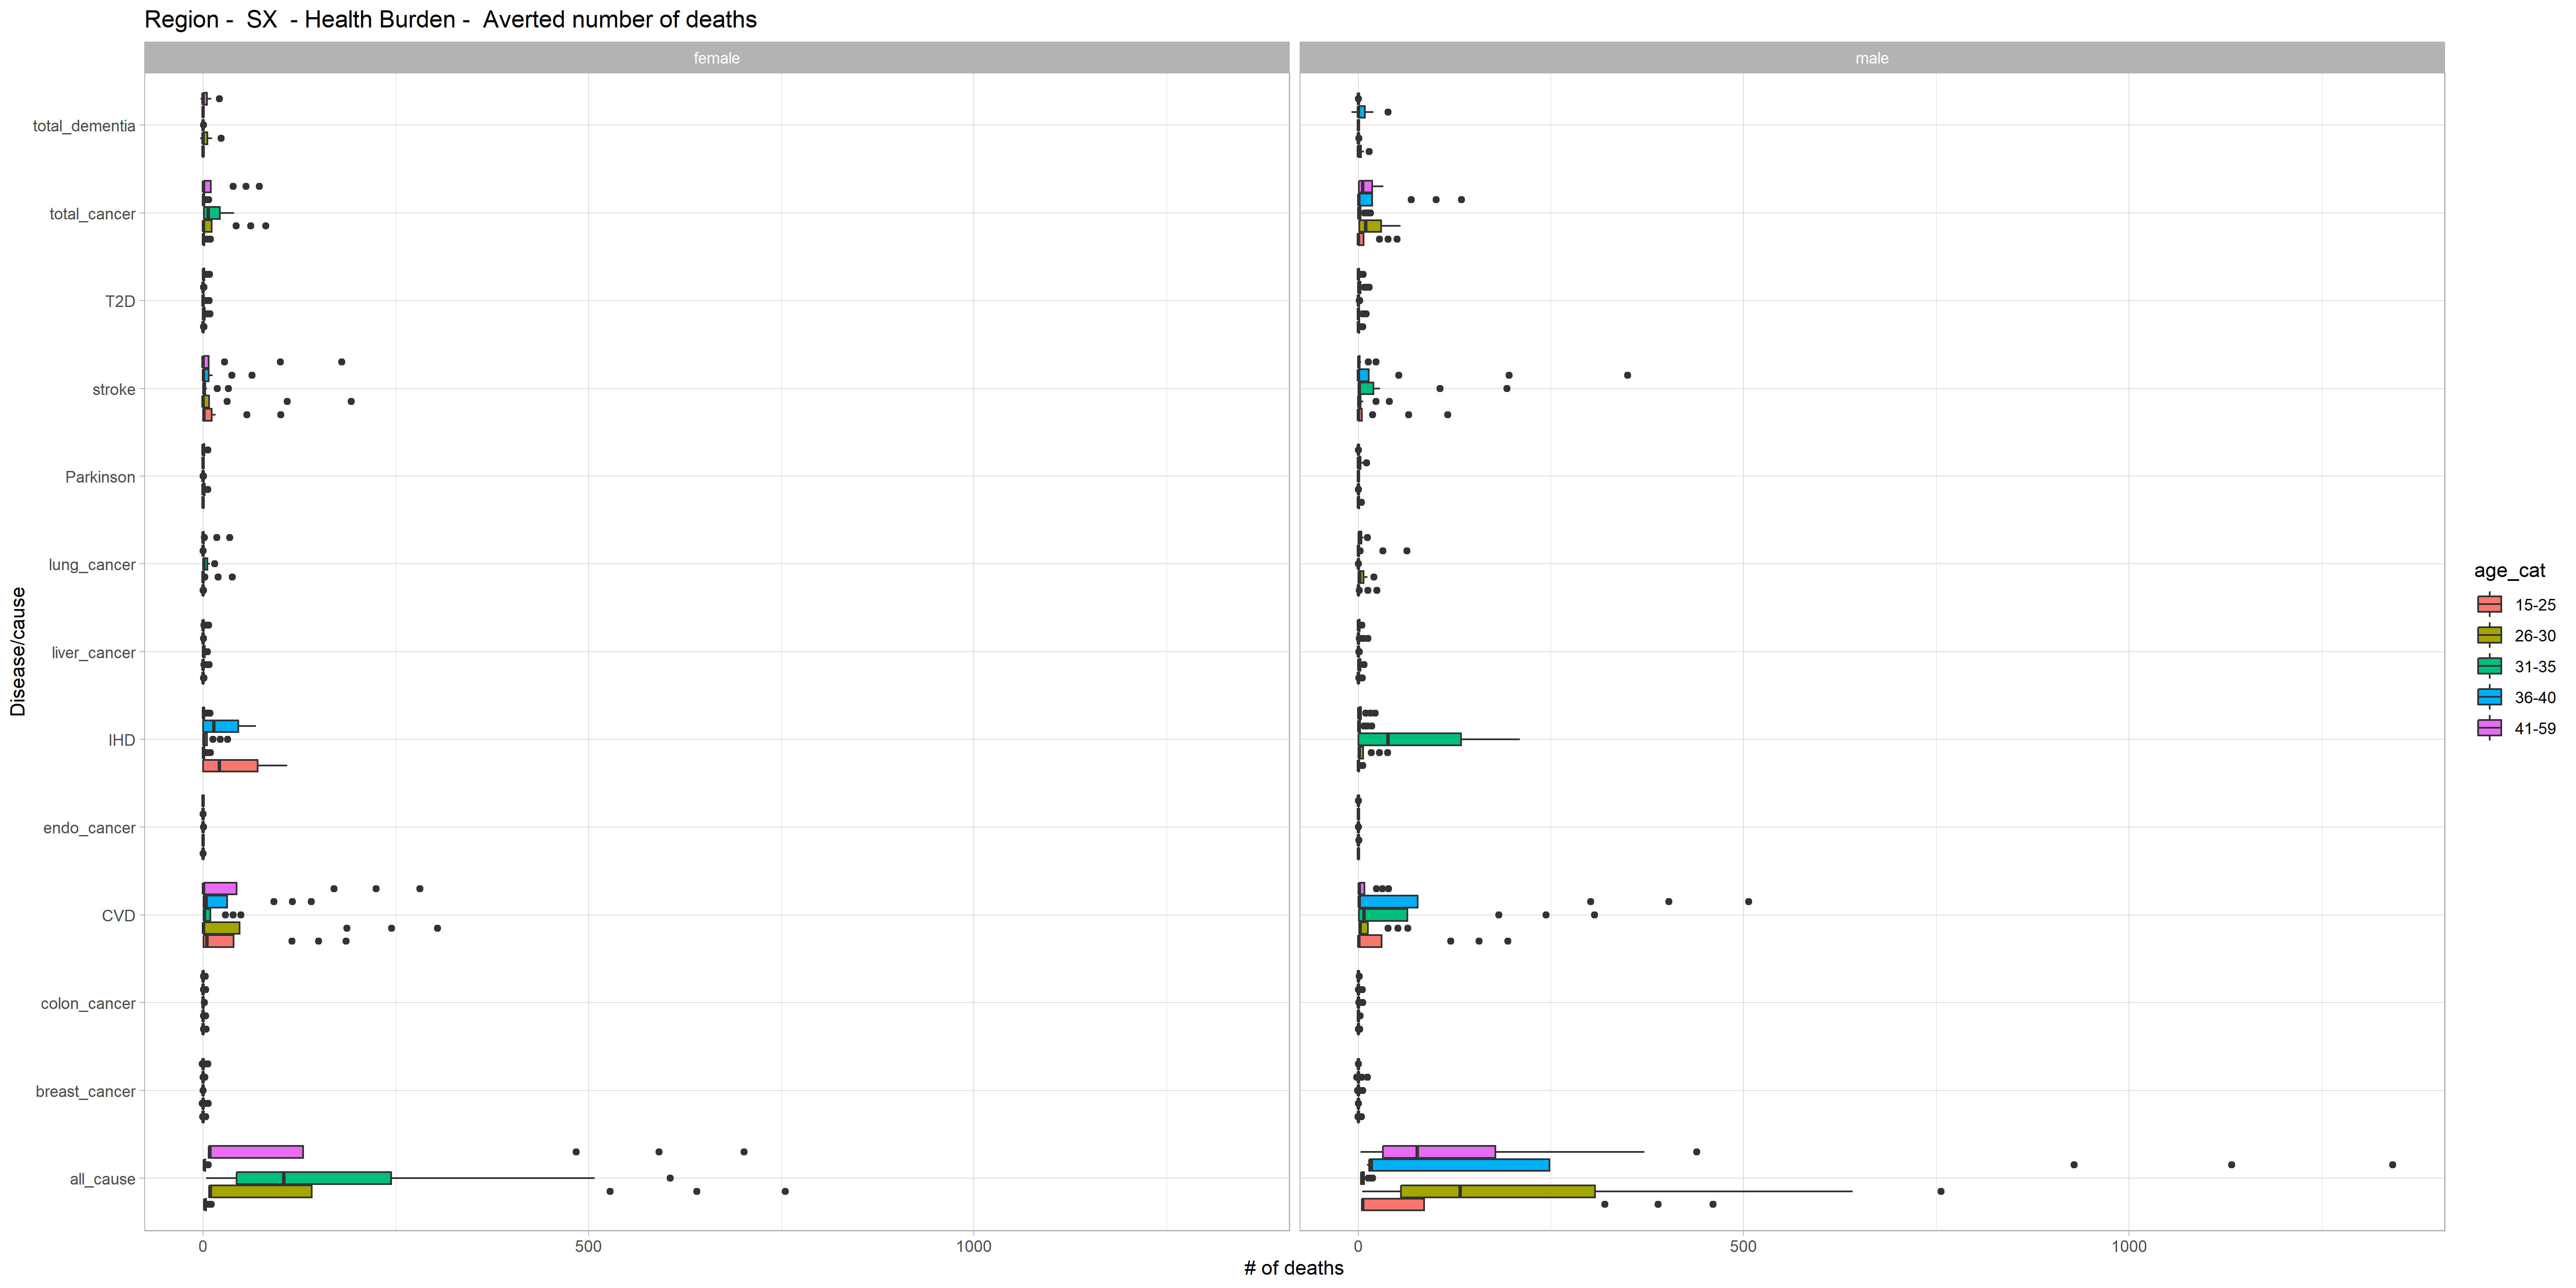 Region -  SX  - Health Burden -  Averted number of deaths
female
male
total_dementia
total_cancer
T2D
stroke
Parkinson
lung_cancer
liver_cancer
IHD
endo_cancer
CVD
colon_cancer
breast_cancer
all_cause
Disease/cause
0
500
1000
0
500
1000
# of deaths
age_cat
15-25
26-30
31-35
36-40
41-59